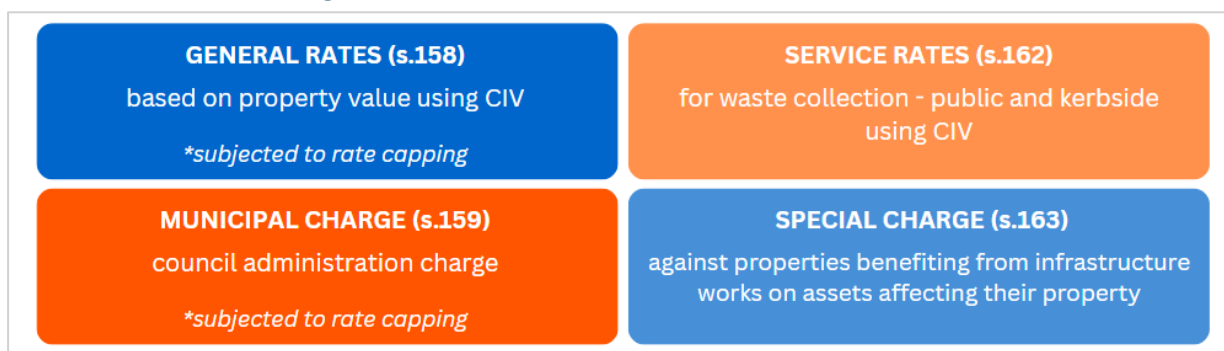 GENERAL RATES (s.158)
based on property value using CIV
*subjected to rate capping
SERVICE RATES (s.162)
for waste collection - public and kerbside
using CIV
MUNICIPAL CHARGE (s.159)
council administration charge
*subjected to rate capping
SPECIAL CHARGE (s.163)
against properties benefiting from infrastructure
works on assets affecting their property